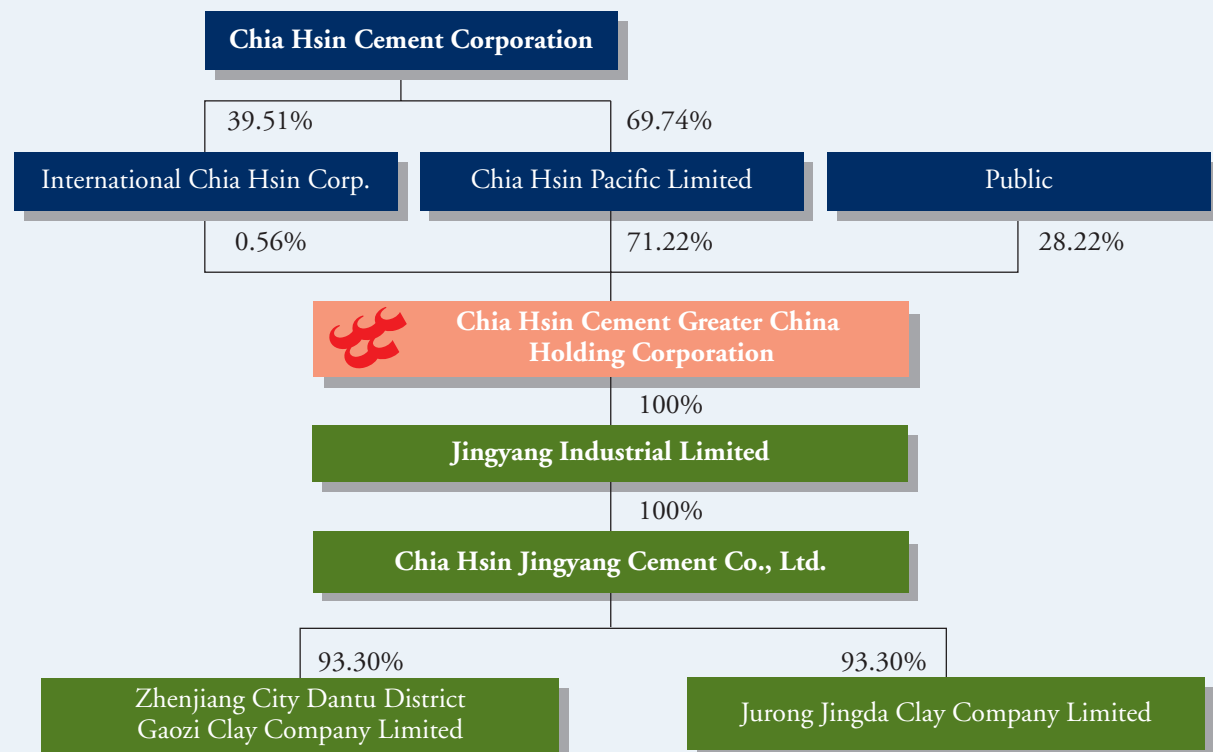 Chia Hsin Cement Corporation
39.51%
69.74%
International Chia Hsin Corp.
Chia Hsin Pacific Limited
Public
0.56%
71.22%
28.22%
Chia Hsin Cement Greater China
Holding Corporation
100%
Jingyang Industrial Limited
100%
Chia Hsin Jingyang Cement Co., Ltd.
93.30%
93.30%
Zhenjiang City Dantu District
Gaozi Clay Company Limited
Jurong Jingda Clay Company Limited